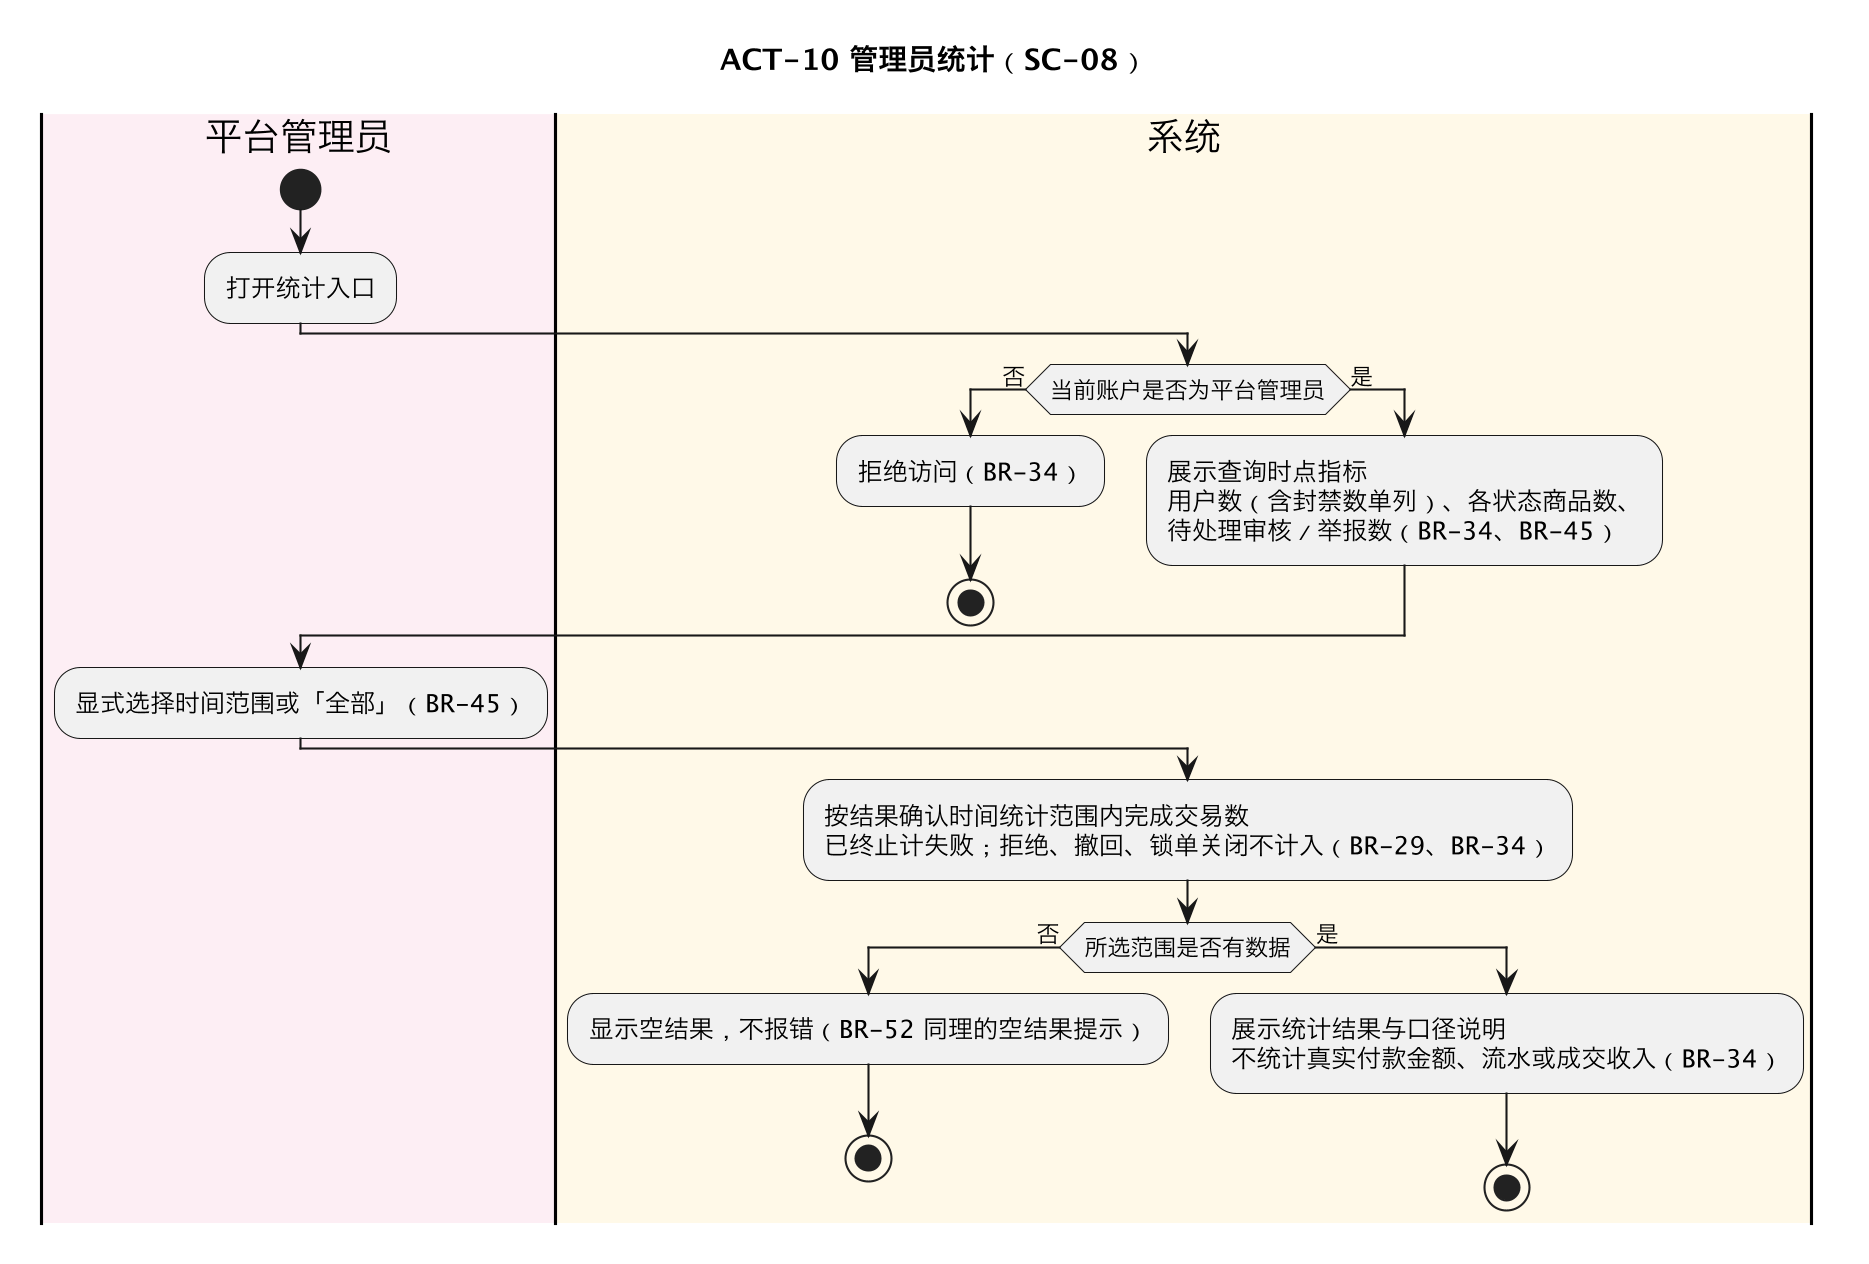 ACT-10 管理员统计（SC-08）
平台管理员
系统
打开统计入口
当前账户是否为平台管理员
否
是
拒绝访问（BR-34）
展示查询时点指标
用户数（含封禁数单列）、各状态商品数、
待处理审核／举报数（BR-34、BR-45）
显式选择时间范围或「全部」（BR-45）
按结果确认时间统计范围内完成交易数
已终止计失败；拒绝、撤回、锁单关闭不计入（BR-29、BR-34）
所选范围是否有数据
否
是
显示空结果，不报错（BR-52 同理的空结果提示）
展示统计结果与口径说明
不统计真实付款金额、流水或成交收入（BR-34）